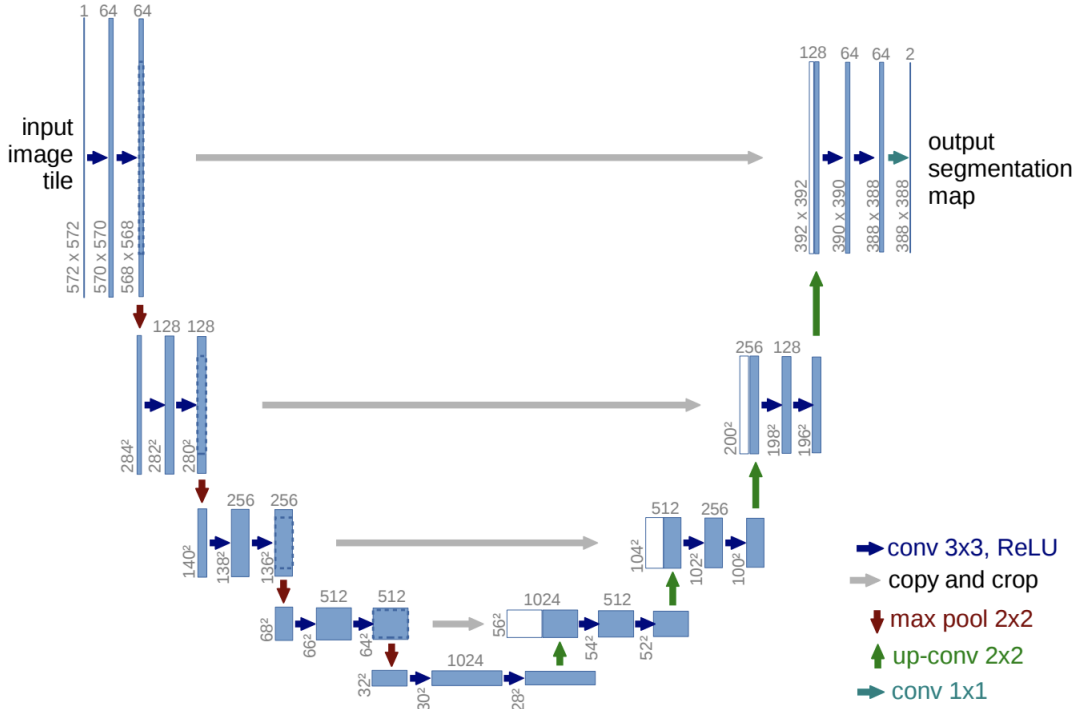 1 64 64
input
image
tile
572 x 572
570 x 570
568 x 568
128 64 64 2
output
segmentation
map
392 x 392
390 x 390
388 x 388
388 x 388
128 128
284²
282²
280²
256 128
200²
198²
196²
256 256
140²
138²
136²
512 256
104²
102²
100²
512 512
68²
66²
64²
1024 512
56²
54²
52²
1024
32²
30²
28²
conv 3x3, ReLU
copy and crop
max pool 2x2
up-conv 2x2
conv 1x1